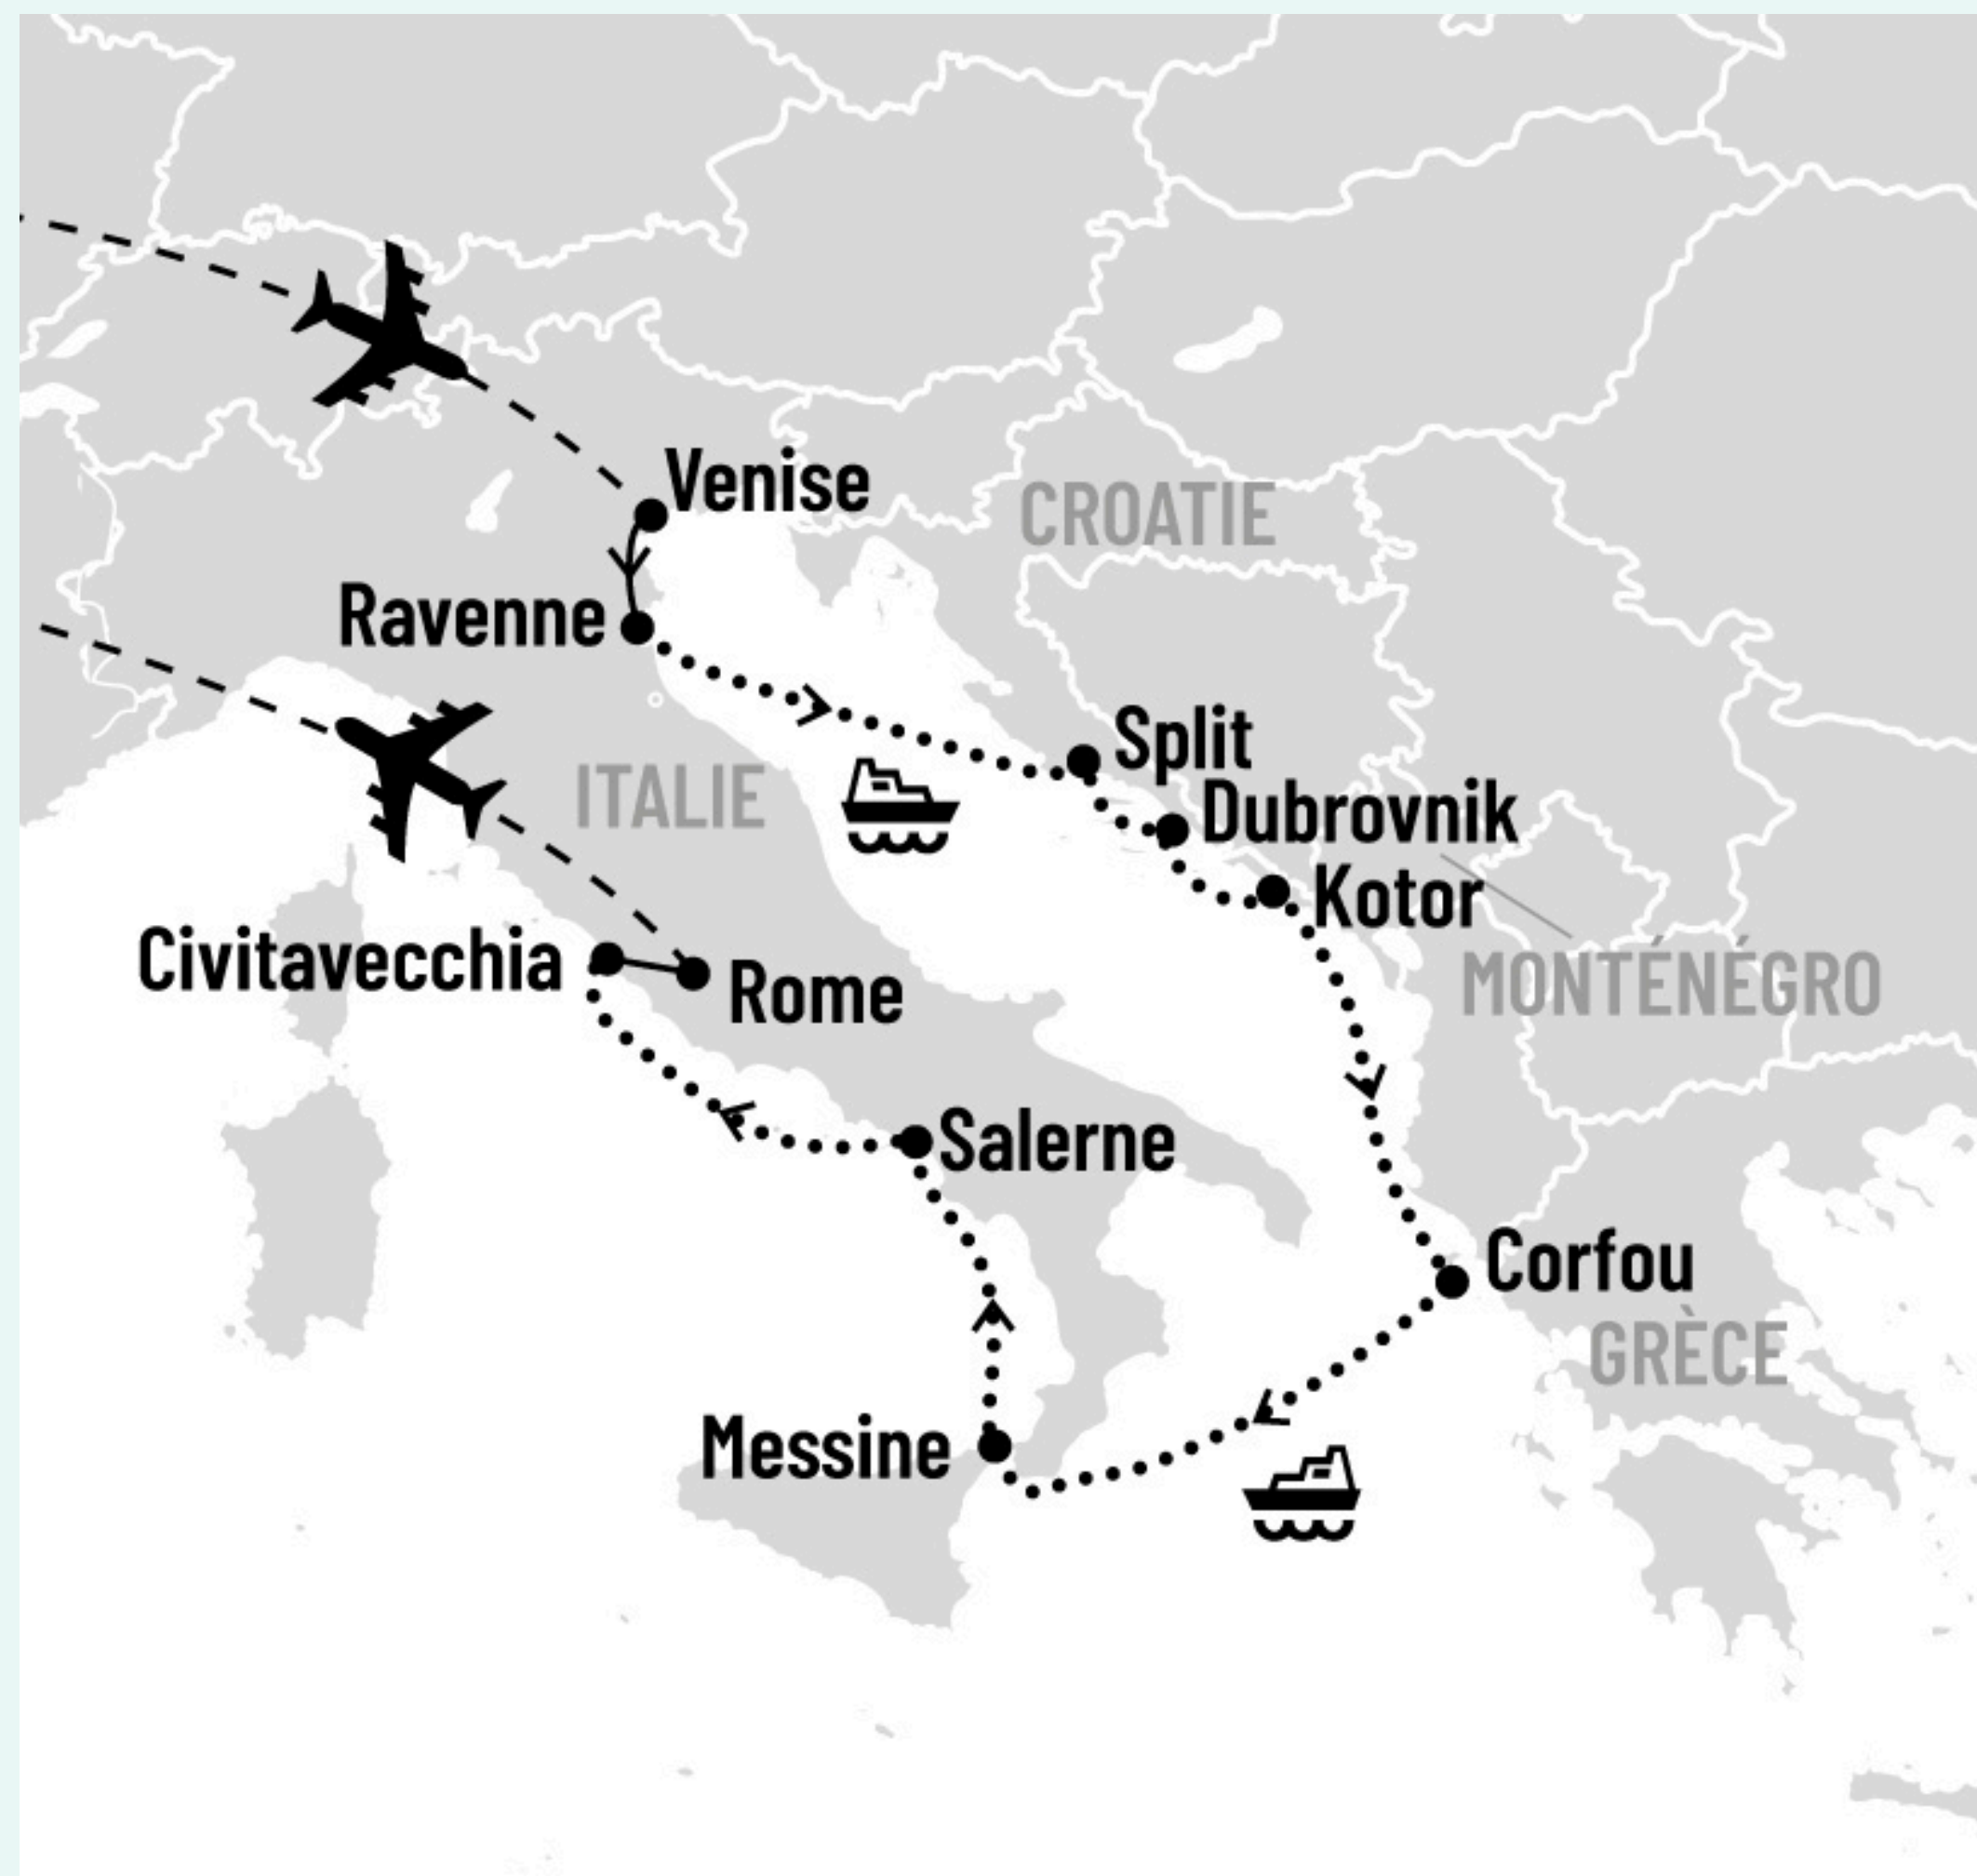 Venise
CROATIE
Ravenne
Split
ITALIE
Dubrovnik
Kotor
Civitavecchia
Rome
MONTÉNÉGRO
Salerne
Corfou
GRÈCE
Messine